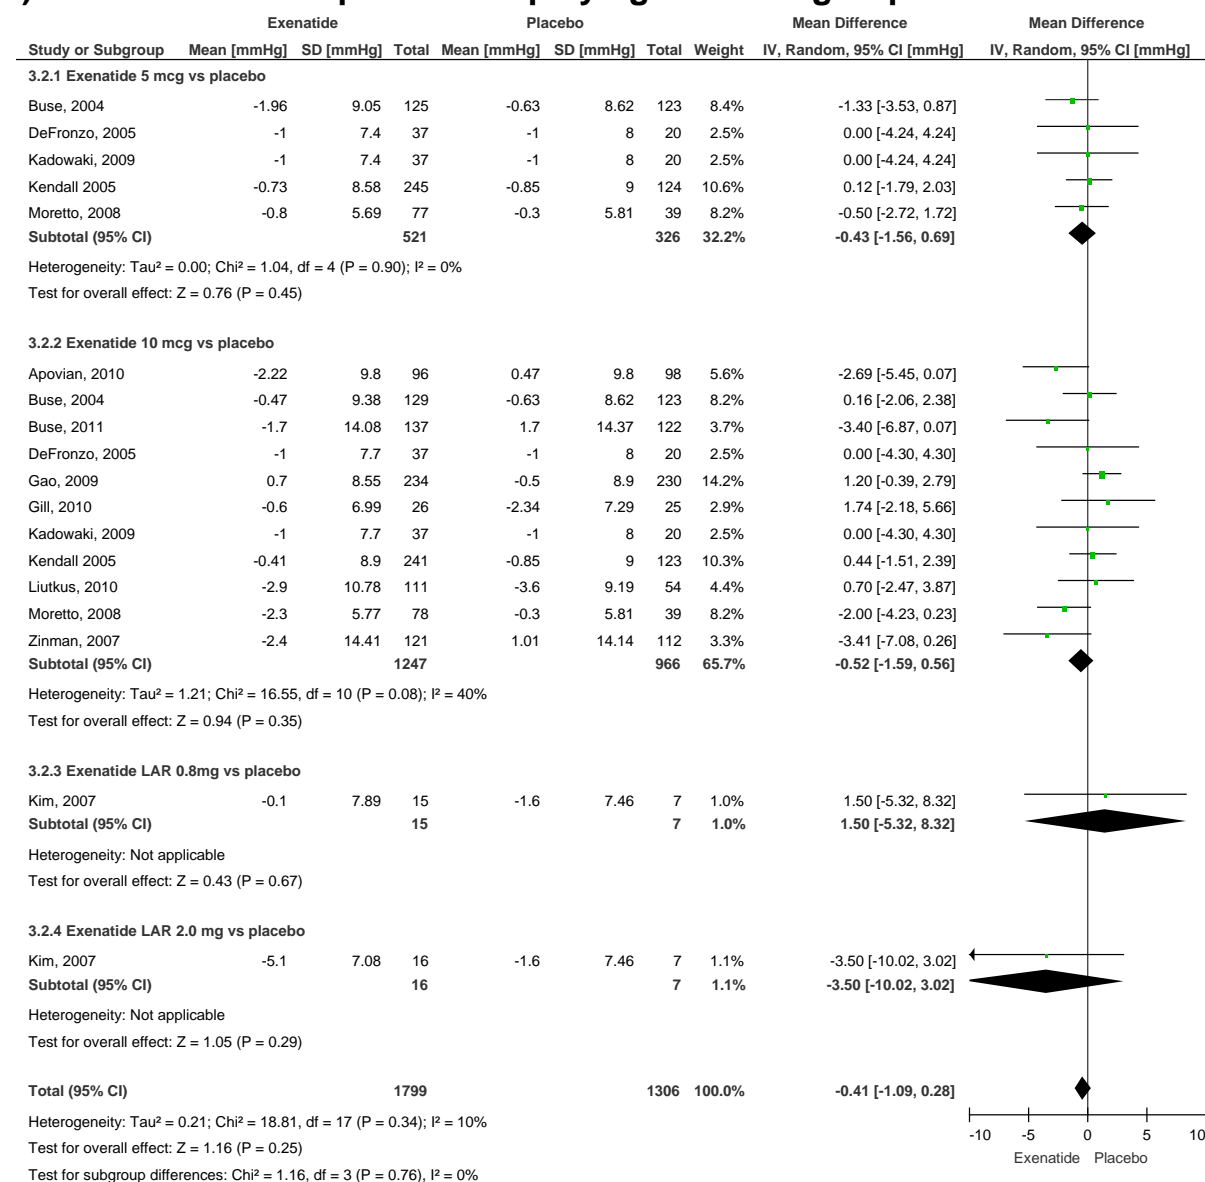 Exenatide Placebo Mean Difference Mean Difference
Study or Subgroup Mean [mmHg] SD [mmHg] Total Mean [mmHg] SD [mmHg] Total Weight IV, Random, 95% CI [mmHg] IV, Random, 95% CI [mmHg]
3.2.1 Exenatide 5 mcg vs placebo
Buse, 2004 -1.96 9.05 125 -0.63 8.62 123 8.4% -1.33 [-3.53, 0.87]
DeFronzo, 2005 -1 7.4 37 -1 8 20 2.5% 0.00 [-4.24, 4.24]
Kadowaki, 2009 -1 7.4 37 -1 8 20 2.5% 0.00 [-4.24, 4.24]
Kendall 2005 -0.73 8.58 245 -0.85 9 124 10.6% 0.12 [-1.79, 2.03]
Moretto, 2008 -0.8 5.69 77 -0.3 5.81 39 8.2% -0.50 [-2.72, 1.72]
Subtotal (95% CI) 521 326 32.2% -0.43 [-1.56, 0.69]
Heterogeneity: Tau² = 0.00; Chi² = 1.04, df = 4 (P = 0.90); I² = 0%
Test for overall effect: Z = 0.76 (P = 0.45)
3.2.2 Exenatide 10 mcg vs placebo
Apovian, 2010 -2.22 9.8 96 0.47 9.8 98 5.6% -2.69 [-5.45, 0.07]
Buse, 2004 -0.47 9.38 129 -0.63 8.62 123 8.2% 0.16 [-2.06, 2.38]
Buse, 2011 -1.7 14.08 137 1.7 14.37 122 3.7% -3.40 [-6.87, 0.07]
DeFronzo, 2005 -1 7.7 37 -1 8 20 2.5% 0.00 [-4.30, 4.30]
Gao, 2009 0.7 8.55 234 -0.5 8.9 230 14.2% 1.20 [-0.39, 2.79]
Gill, 2010 -0.6 6.99 26 -2.34 7.29 25 2.9% 1.74 [-2.18, 5.66]
Kadowaki, 2009 -1 7.7 37 -1 8 20 2.5% 0.00 [-4.30, 4.30]
Kendall 2005 -0.41 8.9 241 -0.85 9 123 10.3% 0.44 [-1.51, 2.39]
Liutkus, 2010 -2.9 10.78 111 -3.6 9.19 54 4.4% 0.70 [-2.47, 3.87]
Moretto, 2008 -2.3 5.77 78 -0.3 5.81 39 8.2% -2.00 [-4.23, 0.23]
Zinman, 2007 -2.4 14.41 121 1.01 14.14 112 3.3% -3.41 [-7.08, 0.26]
Subtotal (95% CI) 1247 966 65.7% -0.52 [-1.59, 0.56]
Heterogeneity: Tau² = 1.21; Chi² = 16.55, df = 10 (P = 0.08); I² = 40%
Test for overall effect: Z = 0.94 (P = 0.35)
3.2.3 Exenatide LAR 0.8mg vs placebo
Kim, 2007 -0.1 7.89 15 -1.6 7.46 7 1.0% 1.50 [-5.32, 8.32]
Subtotal (95% CI) 15 7 1.0% 1.50 [-5.32, 8.32]
Heterogeneity: Not applicable
Test for overall effect: Z = 0.43 (P = 0.67)
3.2.4 Exenatide LAR 2.0 mg vs placebo
Kim, 2007 -5.1 7.08 16 -1.6 7.46 7 1.1% -3.50 [-10.02, 3.02]
Subtotal (95% CI) 16 7 1.1% -3.50 [-10.02, 3.02]
Heterogeneity: Not applicable
Test for overall effect: Z = 1.05 (P = 0.29)
Total (95% CI) 1799 1306 100.0% -0.41 [-1.09, 0.28]
Heterogeneity: Tau² = 0.21; Chi² = 18.81, df = 17 (P = 0.34); I² = 10%
Test for overall effect: Z = 1.16 (P = 0.25)
Test for subgroup differences: Chi² = 1.16, df = 3 (P = 0.76), I² = 0%
-10 -5 0 5 10
Exenatide Placebo